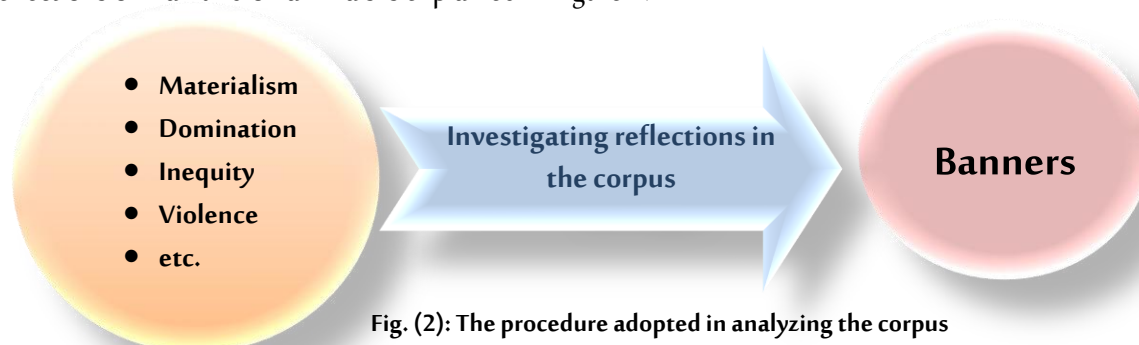 • Materialism
• Domination
• Inequity
• Violence
• etc.
Investigating reflections in
the corpus
Banners
Fig. (2): The procedure adopted in analyzing the corpus